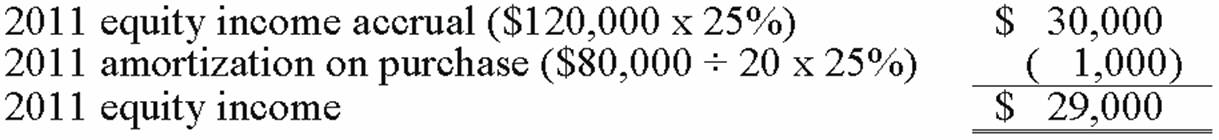 2011 equity income accrual ($120,000 x 25%) $ 30,000
2011 amortization on purchase ($80,000 ÷ 20 x 25%) ( 1,000)
2011 equity income $ 29,000